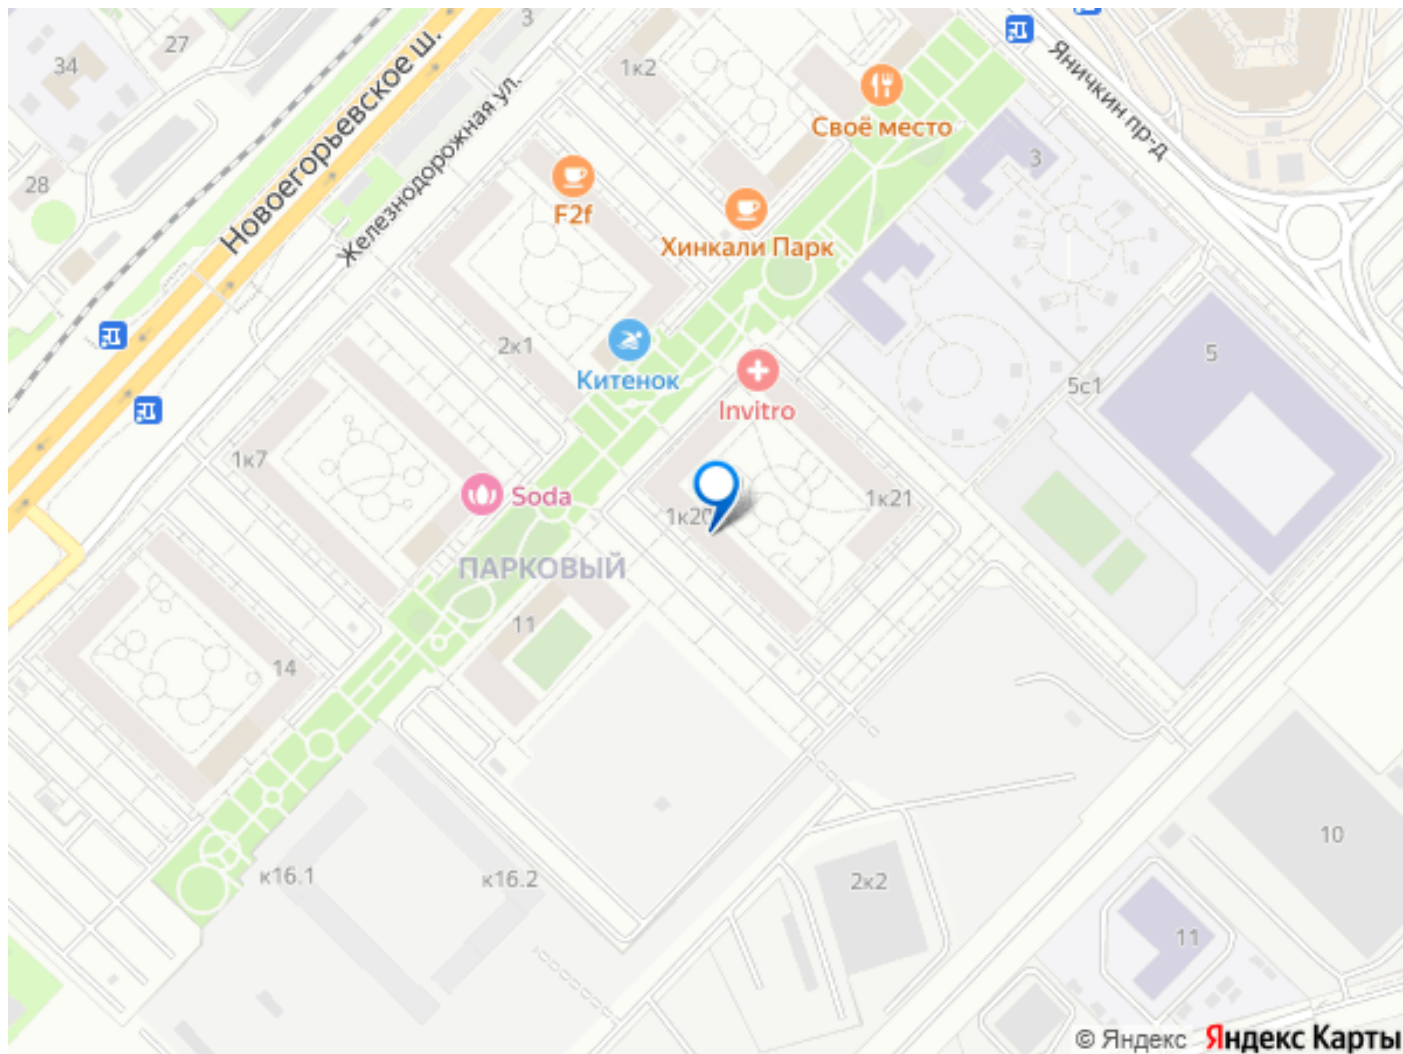 3
27
34
Новоегорьевское ш.
Железнодорожная ул.
1к2
Яничкин пр-д
Своё место
3
28
F2f
Хинкали Парк
2к1
Китенок
Invitro
5
5с1
1к7
Soda
1к20
1к21
ПАРКОВЫЙ
11
14
10
к16.1
к16.2
2к2
11
© Яндекс Яндекс Карты